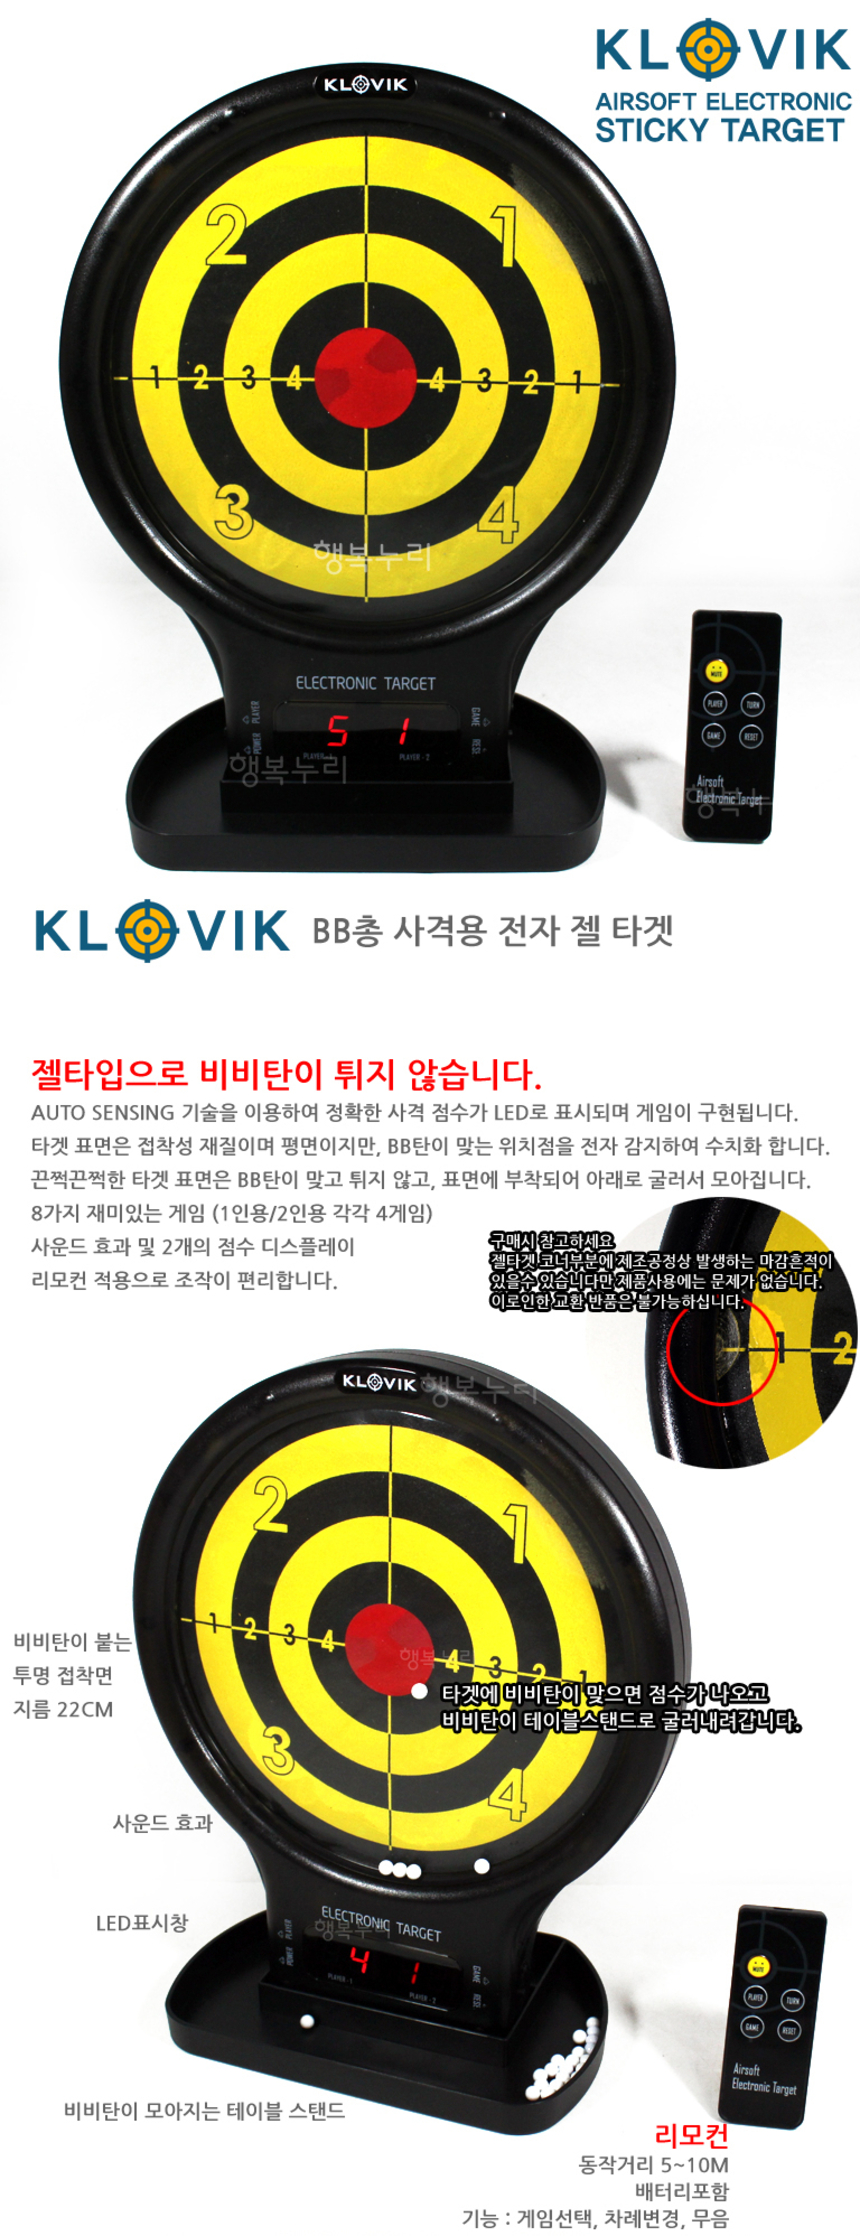 KLOVIK
AIRSOFT ELECTRONIC
STICKY TARGET
KLOVIK
2 1
1 2 3 4 4 3 2 1
3 4
행복누리
ELECTRONIC TARGET
POWER PLAYER
5 1
GAME
PLAYER - 2
행복누리
MUTE
PLAYER TURN
GAME RESET
Airsoft
Electronic Target
행복누
KLOVIK BB총 사격용 전자 젤 타겟
젤타입으로 비비탄이 튀지 않습니다.
AUTO SENSING 기술을 이용하여 정확한 사격 점수가 LED로 표시되며 게임이 구현됩니다.
타겟 표면은 접착성 재질이며 평면이지만, BB탄이 맞는 위치점을 전자 감지하여 수치화 합니다.
끈쩍끈쩍한 타겟 표면은 BB탄이 맞고 튀지 않고, 표면에 부착되어 아래로 굴러서 모아집니다.
8가지 재미있는 게임 (1인용/2인용 각각 4게임)
사운드 효과 및 2개의 점수 디스플레이
리모컨 적용으로 조작이 편리합니다.
구매시 참고하세요
젤타겟 코너부분에 제조공정상 발생하는 마감흔적이
있을수 있습니다만 제품사용에는 문제가 없습니다.
이로인한 교환 반품은 불가능하십니다.
1 2
KLOVIK
행복누리
2 1
1 2 3 4 4 3 2 1
행복누리
비비탄이 붙는
투명 접착면
지름 22CM
타겟에 비비탄이 맞으면 점수가 나오고
비비탄이 테이블스탠드로 굴러내려갑니다.
3 4
사운드 효과
LED표시창
ELECTRONIC TARGET
행복누리
POWER PLAYER
4 1
GAME
PLAYER - 1
PLAYER - 2
MUTE
PLAYER TURN
GAME RESET
Airsoft
Electronic Target
비비탄이 모아지는 테이블 스탠드
리모컨
동작거리 5~10M
배터리포함
기능 : 게임선택, 차례변경, 무음